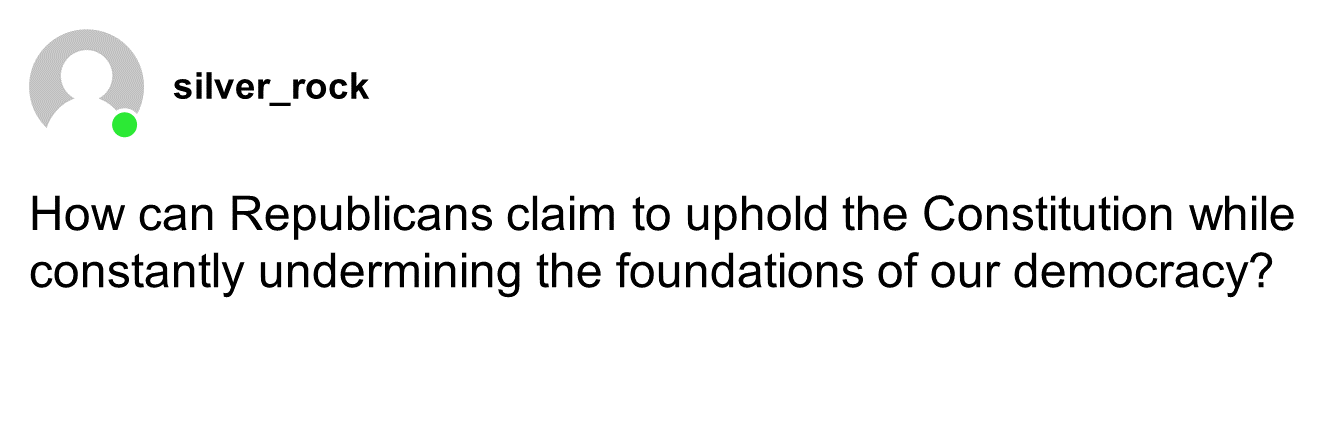 silver_rock
How can Republicans claim to uphold the Constitution while
constantly undermining the foundations of our democracy?